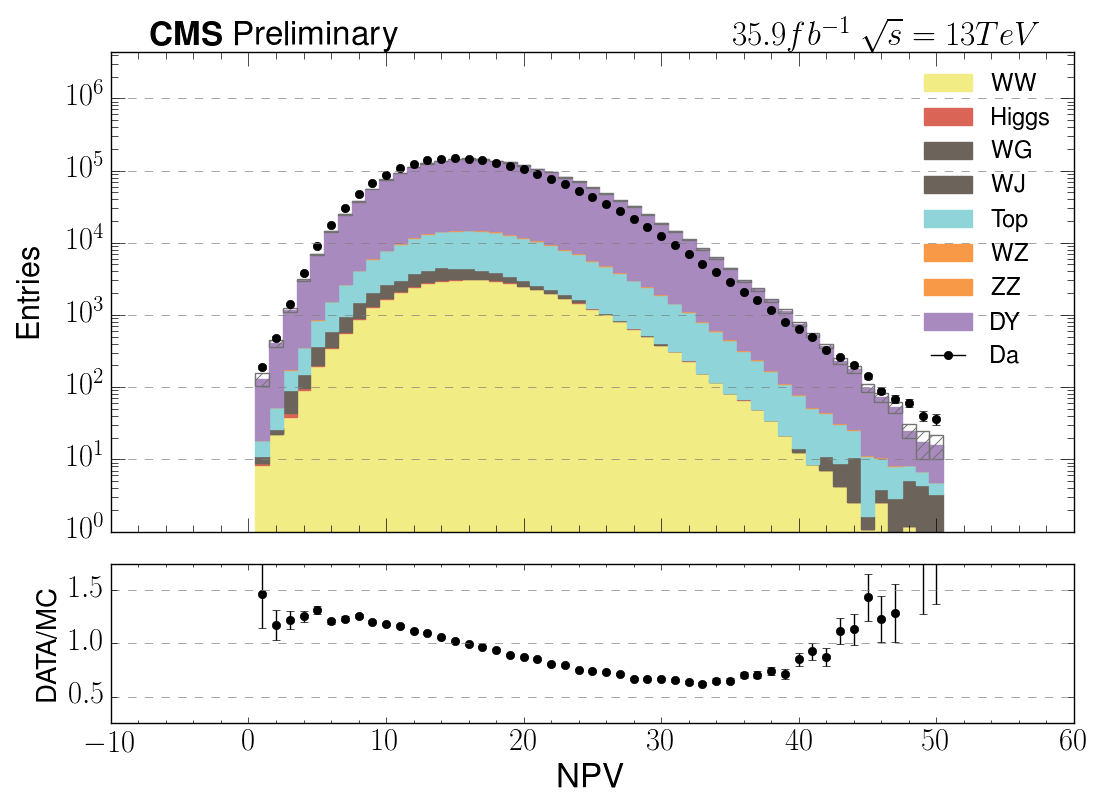 CMS Preliminary
35.9fb⁻¹ √s = 13TeV
Entries
10⁶
10⁵
10⁴
10³
10²
10¹
10⁰
WW
Higgs
WG
WJ
Top
WZ
ZZ
DY
Da
DATA/MC
1.5
1.0
0.5
−10 0 10 20 30 40 50 60
NPV